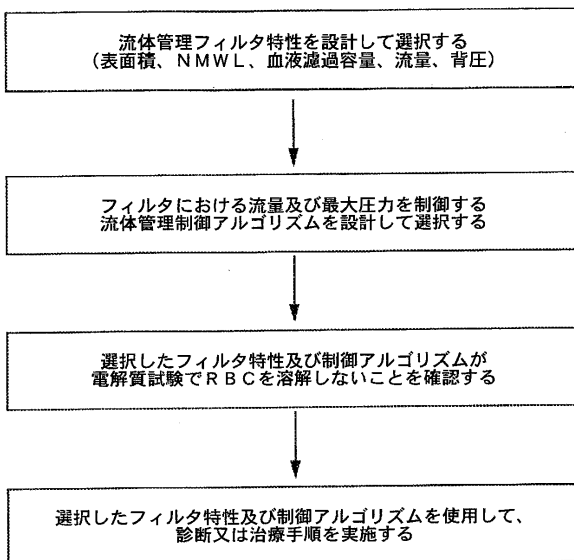 流体管理フィルタ特性を設計して選択する
(表面積、NMWL、血液濾過容量、流量、背圧)
フィルタにおける流量及び最大圧力を制御する
流体管理制御アルゴリズムを設計して選択する
選択したフィルタ特性及び制御アルゴリズムが
電解質試験でRBCを溶解しないことを確認する
選択したフィルタ特性及び制御アルゴリズムを使用して、
診断又は治療手順を実施する